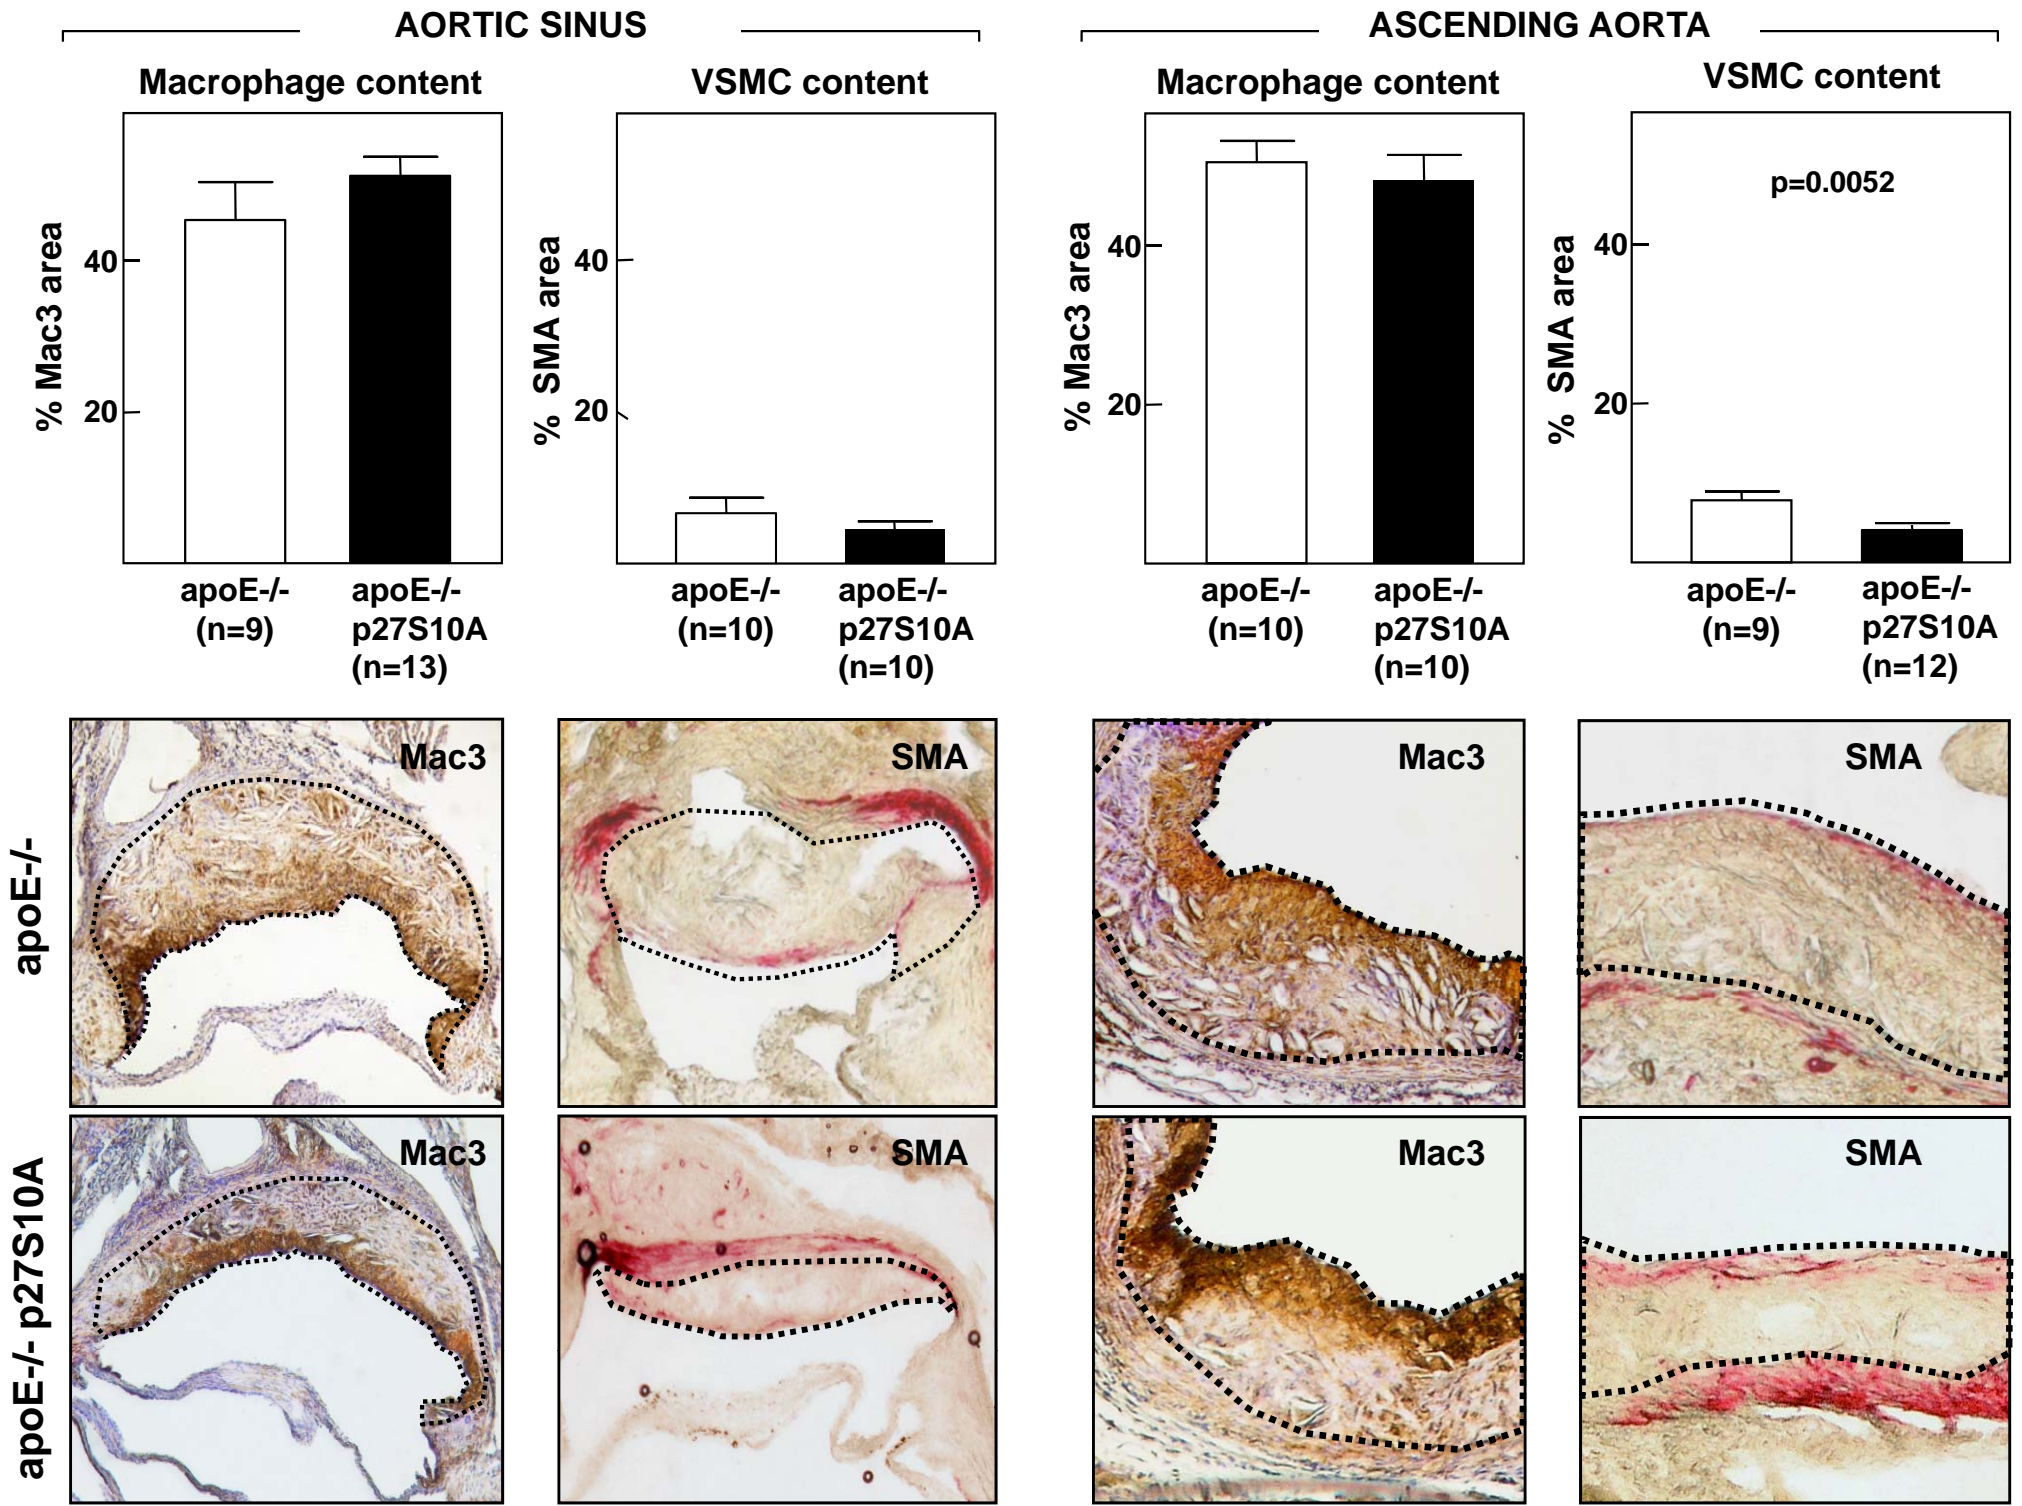 AORTIC SINUS
ASCENDING AORTA
Macrophage content
VSMC content
Macrophage content
VSMC content
% Mac3 area
40
20
% SMA area
40
20
% Mac3 area
40
20
% SMA area
40
20
p=0.0052
apoE-/-
(n=9)
apoE-/-
p27S10A
(n=13)
apoE-/-
(n=10)
apoE-/-
p27S10A
(n=10)
apoE-/-
(n=10)
apoE-/-
p27S10A
(n=10)
apoE-/-
(n=9)
apoE-/-
p27S10A
(n=12)
apoE-/-
Mac3
SMA
Mac3
SMA
apoE-/- p27S10A
Mac3
SMA
Mac3
SMA